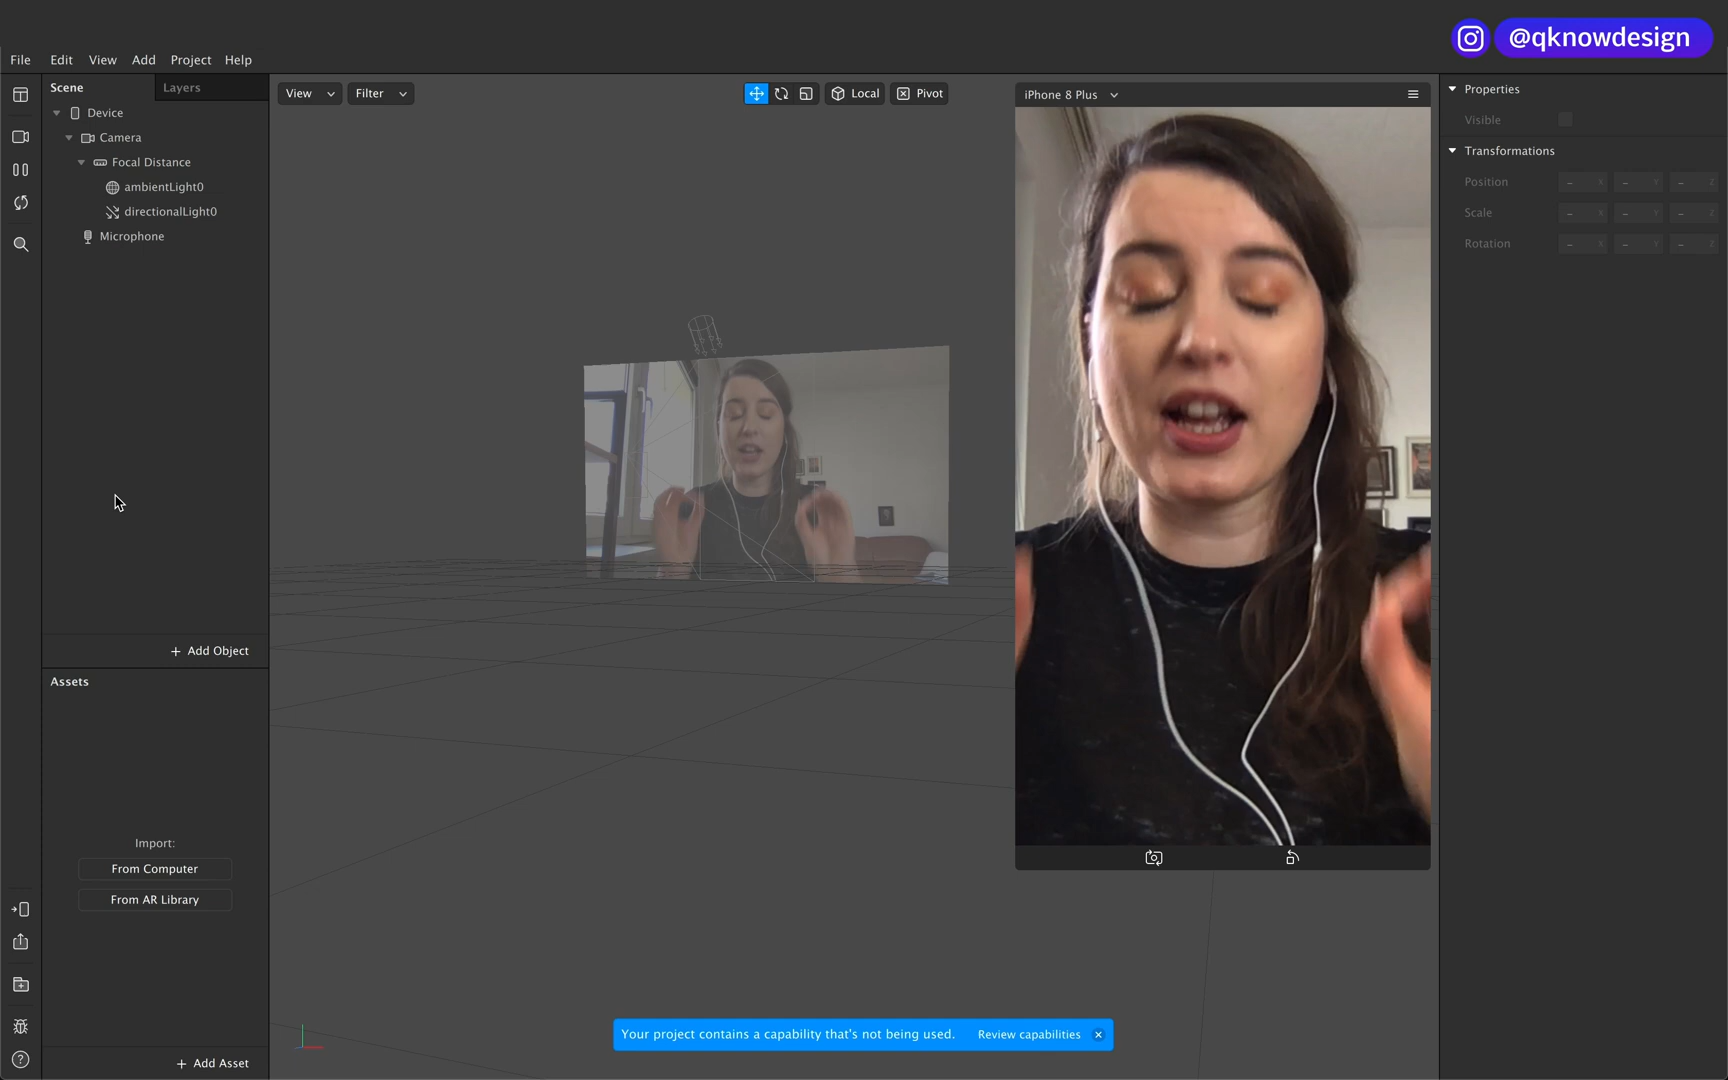 @qknowdesign
File Edit View Add Project Help
Scene Layers
Device
Camera
Focal Distance
ambientLight0
directionalLight0
Microphone
+ Add Object
Assets
Import:
From Computer
From AR Library
+ Add Asset
View Filter Local Pivot
iPhone 8 Plus
Your project contains a capability that's not being used. Review capabilities
Properties
Visible
Transformations
Position – X – Y – Z
Scale – X – Y – Z
Rotation – X – Y – Z